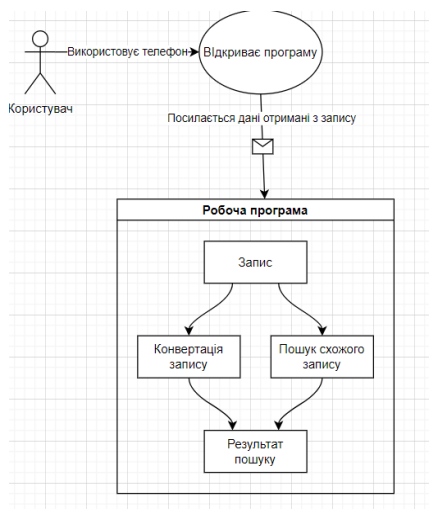 Використовує телефон
ВІдкриває програму
Користувач
Посилається дані отримані з запису
Робоча програма
Запис
Конвертація
запису
Пошук схожого
запису
Результат
пошуку